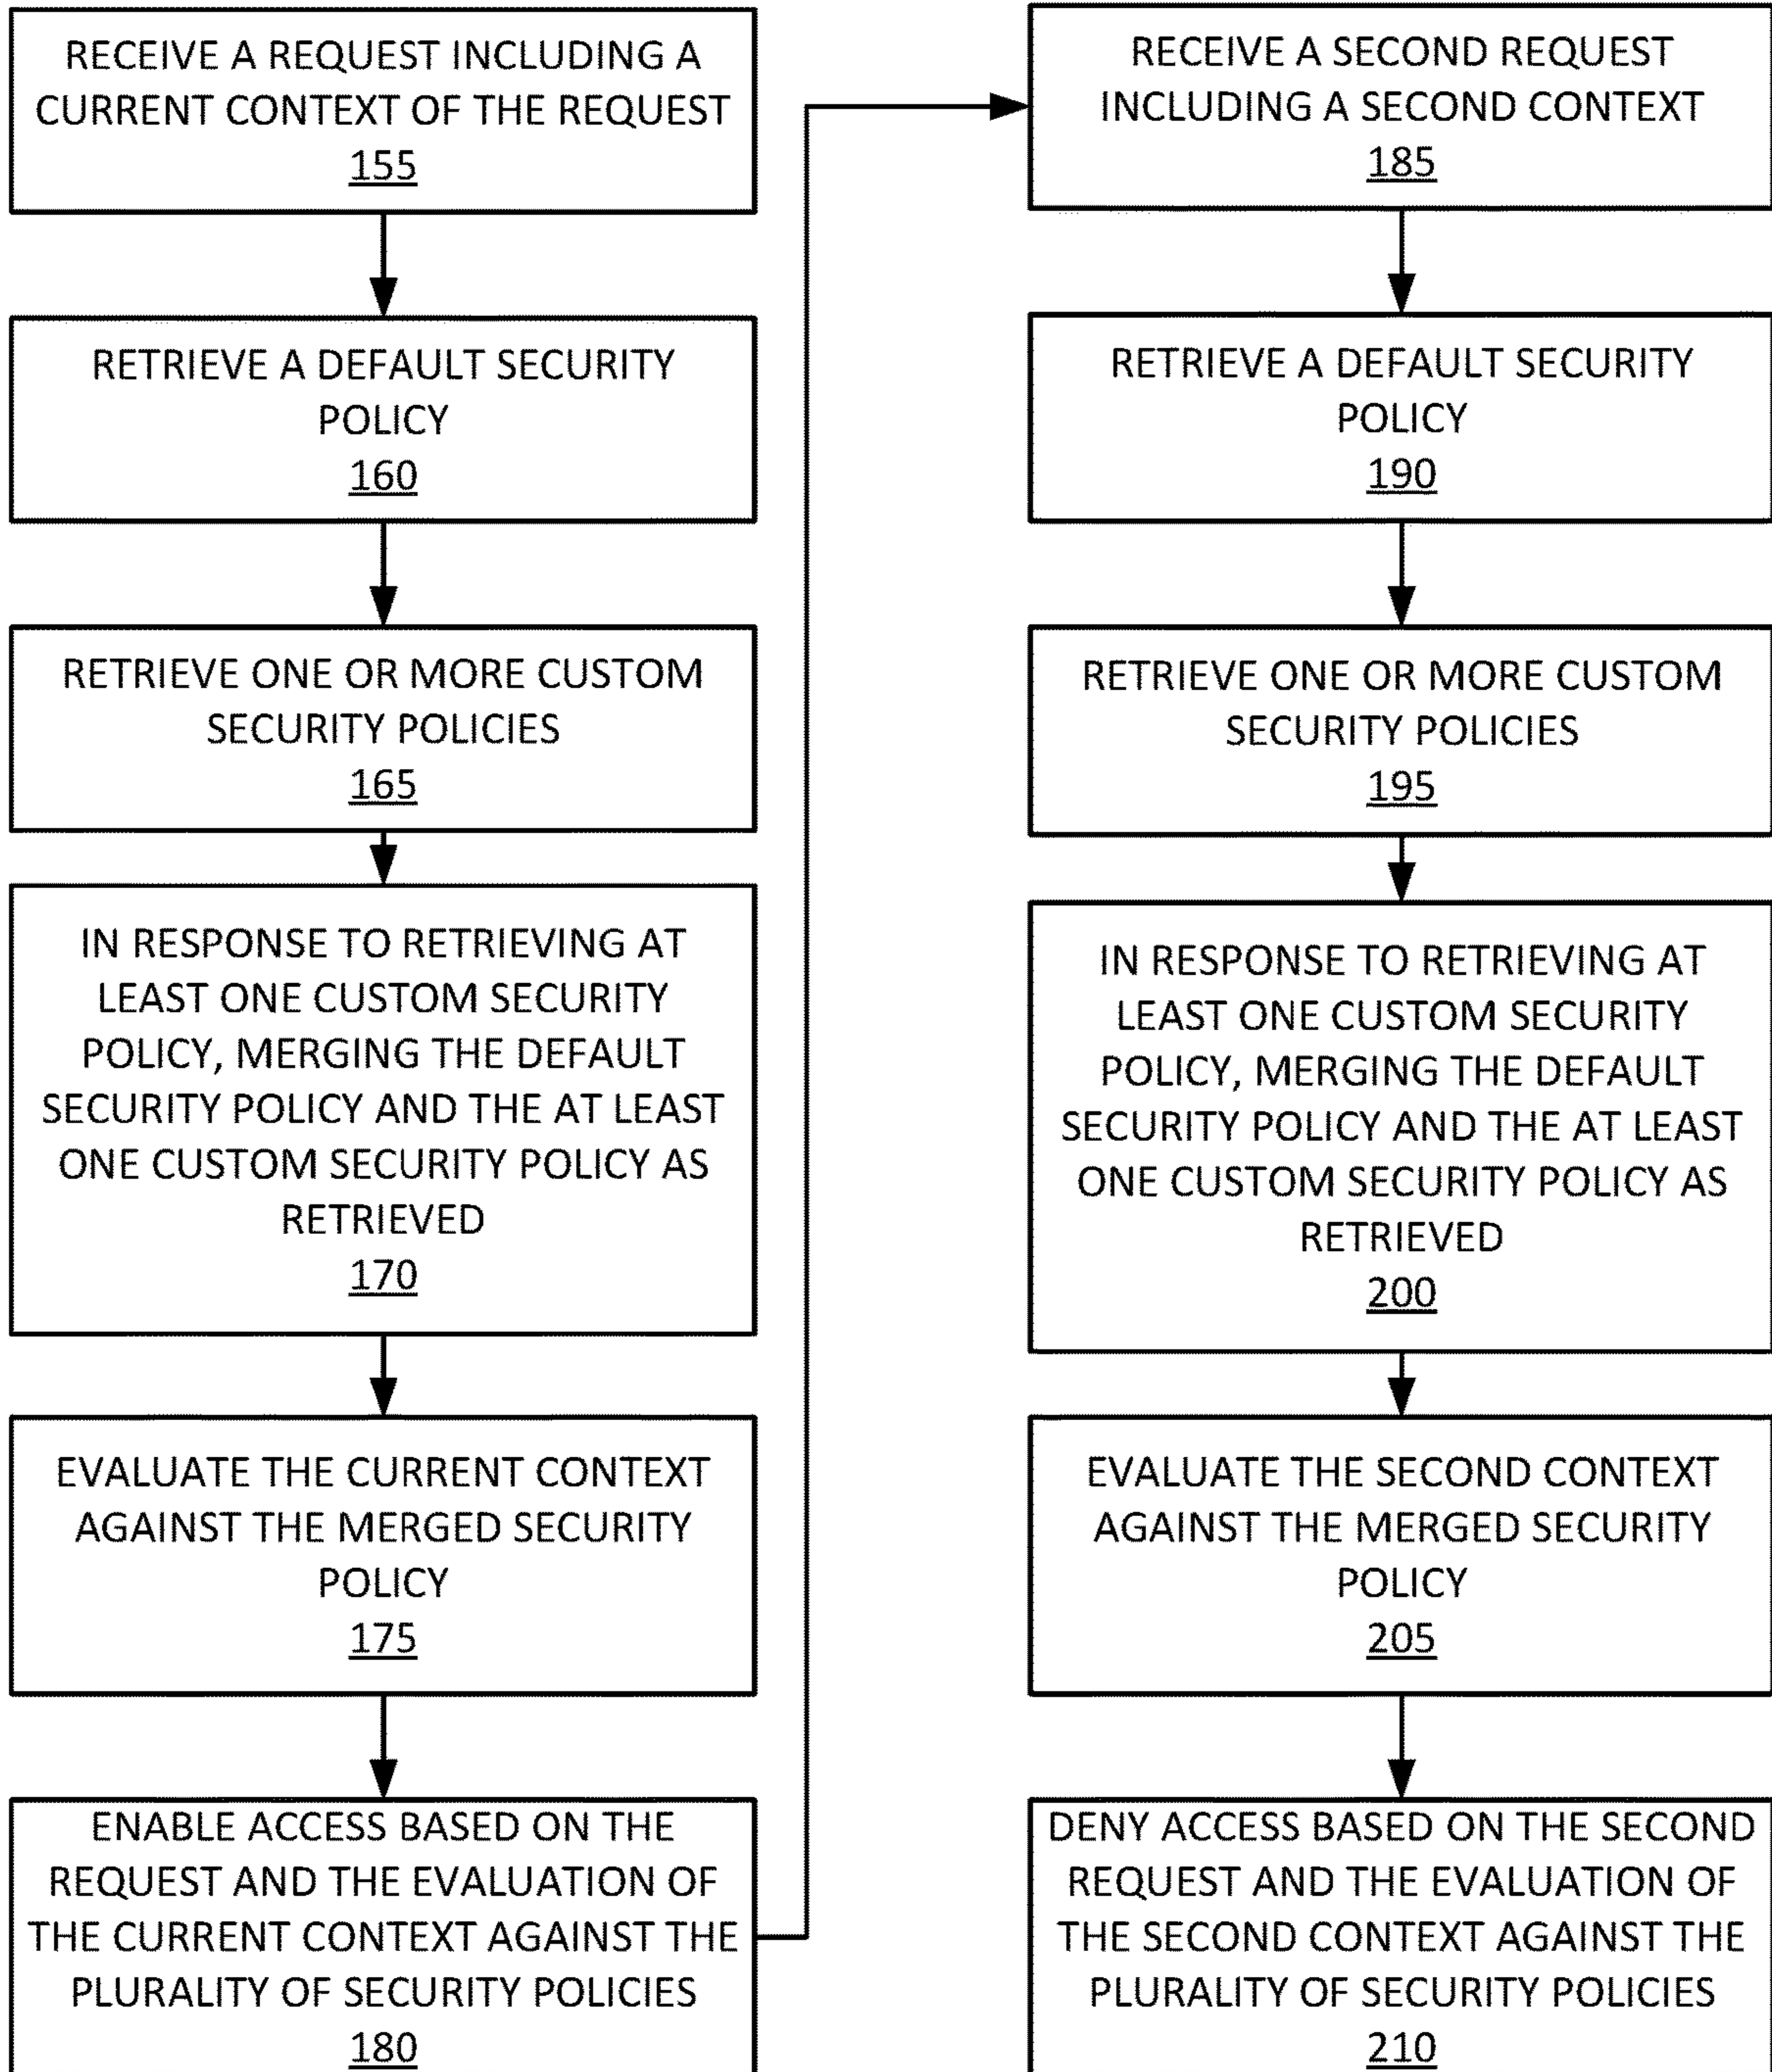 RECEIVE A REQUEST INCLUDING A
CURRENT CONTEXT OF THE REQUEST
155
RETRIEVE A DEFAULT SECURITY
POLICY
160
RETRIEVE ONE OR MORE CUSTOM
SECURITY POLICIES
165
IN RESPONSE TO RETRIEVING AT
LEAST ONE CUSTOM SECURITY
POLICY, MERGING THE DEFAULT
SECURITY POLICY AND THE AT LEAST
ONE CUSTOM SECURITY POLICY AS
RETRIEVED
170
EVALUATE THE CURRENT CONTEXT
AGAINST THE MERGED SECURITY
POLICY
175
ENABLE ACCESS BASED ON THE
REQUEST AND THE EVALUATION OF
THE CURRENT CONTEXT AGAINST THE
PLURALITY OF SECURITY POLICIES
180
RECEIVE A SECOND REQUEST
INCLUDING A SECOND CONTEXT
185
RETRIEVE A DEFAULT SECURITY
POLICY
190
RETRIEVE ONE OR MORE CUSTOM
SECURITY POLICIES
195
IN RESPONSE TO RETRIEVING AT
LEAST ONE CUSTOM SECURITY
POLICY, MERGING THE DEFAULT
SECURITY POLICY AND THE AT LEAST
ONE CUSTOM SECURITY POLICY AS
RETRIEVED
200
EVALUATE THE SECOND CONTEXT
AGAINST THE MERGED SECURITY
POLICY
205
DENY ACCESS BASED ON THE SECOND
REQUEST AND THE EVALUATION OF
THE SECOND CONTEXT AGAINST THE
PLURALITY OF SECURITY POLICIES
210